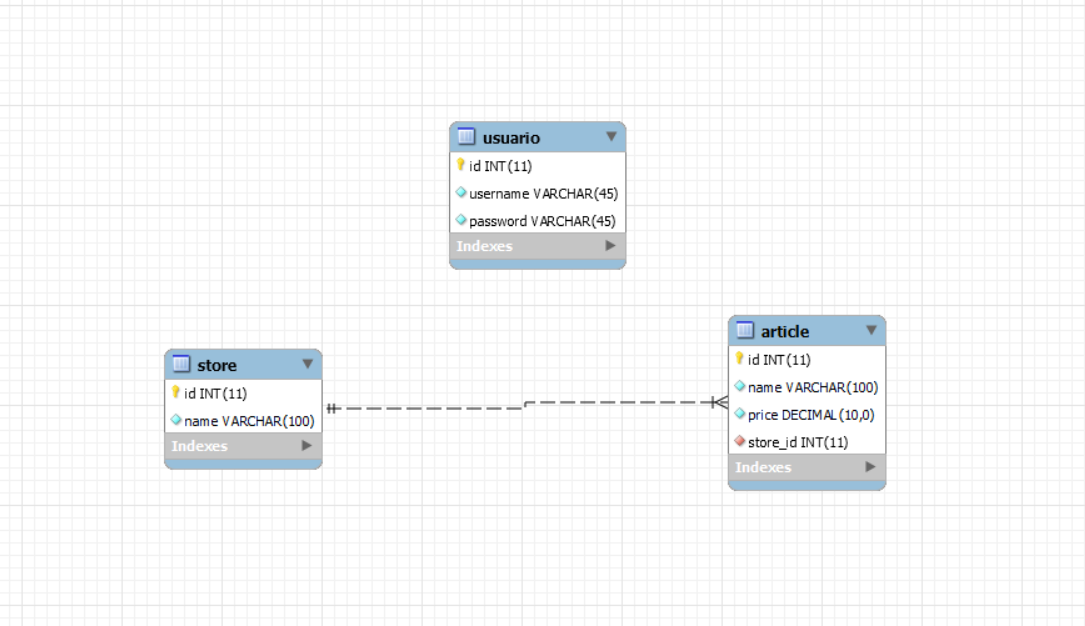 usuario
id INT(11)
username VARCHAR(45)
password VARCHAR(45)
Indexes
store
id INT(11)
name VARCHAR(100)
Indexes
article
id INT(11)
name VARCHAR(100)
price DECIMAL(10,0)
store_id INT(11)
Indexes